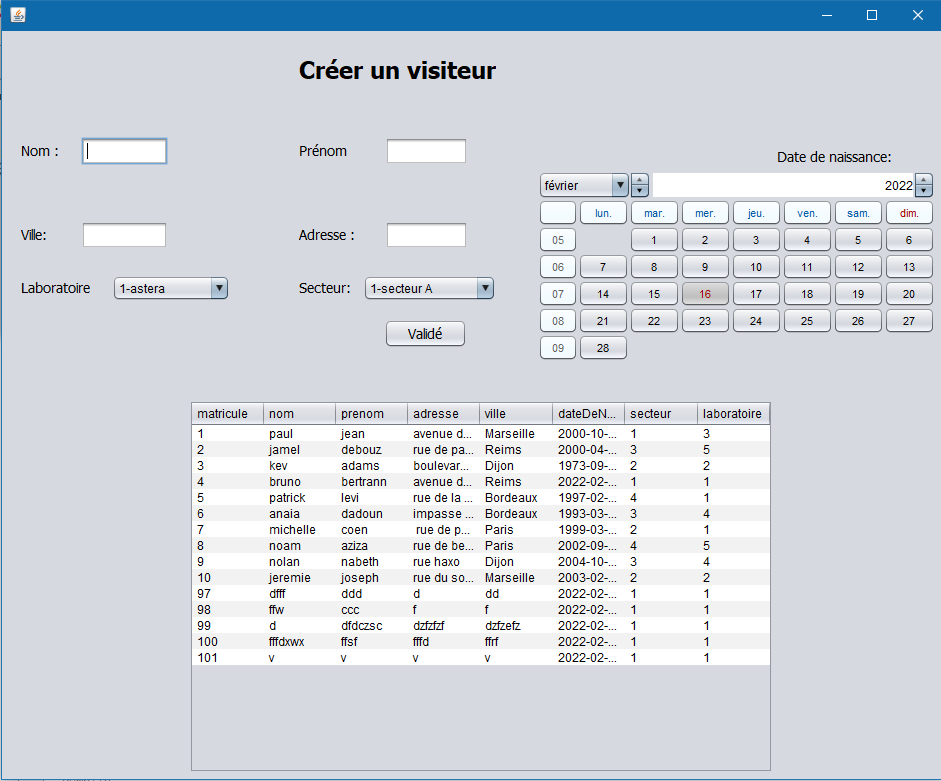 Créer un visiteur
Nom :
Prénom
Date de naissance:
février 2022
lun. mar. mer. jeu. ven. sam. dim.
05 1 2 3 4 5 6
06 7 8 9 10 11 12 13
07 14 15 16 17 18 19 20
08 21 22 23 24 25 26 27
09 28
Ville:
Adresse :
Laboratoire 1-astera
Secteur: 1-secteur A
Validé
matricule nom prenom adresse ville dateDeN... secteur laboratoire
1 paul jean avenue d... Marseille 2000-10-... 1 3
2 jamel debouz rue de pa... Reims 2000-04-... 3 5
3 kev adams boulevar... Dijon 1973-09-... 2 2
4 bruno bertrann avenue d... Reims 2022-02-... 1 1
5 patrick levi rue de la ... Bordeaux 1997-02-... 4 1
6 anaia dadoun impasse ... Bordeaux 1993-03-... 3 4
7 michelle coen rue de p... Paris 1999-03-... 2 1
8 noam aziza rue de be... Paris 2002-09-... 4 5
9 nolan nabeth rue haxo Dijon 2004-10-... 3 4
10 jeremie joseph rue du so... Marseille 2003-02-... 2 2
97 dfff ddd d dd 2022-02-... 1 1
98 ffw ccc f f 2022-02-... 1 1
99 d dfdczsc dzfzfzf dzfzefz 2022-02-... 1 1
100 fffdxwx ffsf fffd ffrf 2022-02-... 1 1
101 v v v v 2022-02-... 1 1